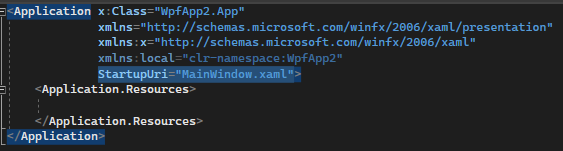 <Application x:Class="WpfApp2.App"
xmlns="http://schemas.microsoft.com/winfx/2006/xaml/presentation"
xmlns:x="http://schemas.microsoft.com/winfx/2006/xaml"
xmlns:local="clr-namespace:WpfApp2"
StartupUri="MainWindow.xaml">
<Application.Resources>
</Application.Resources>
</Application>